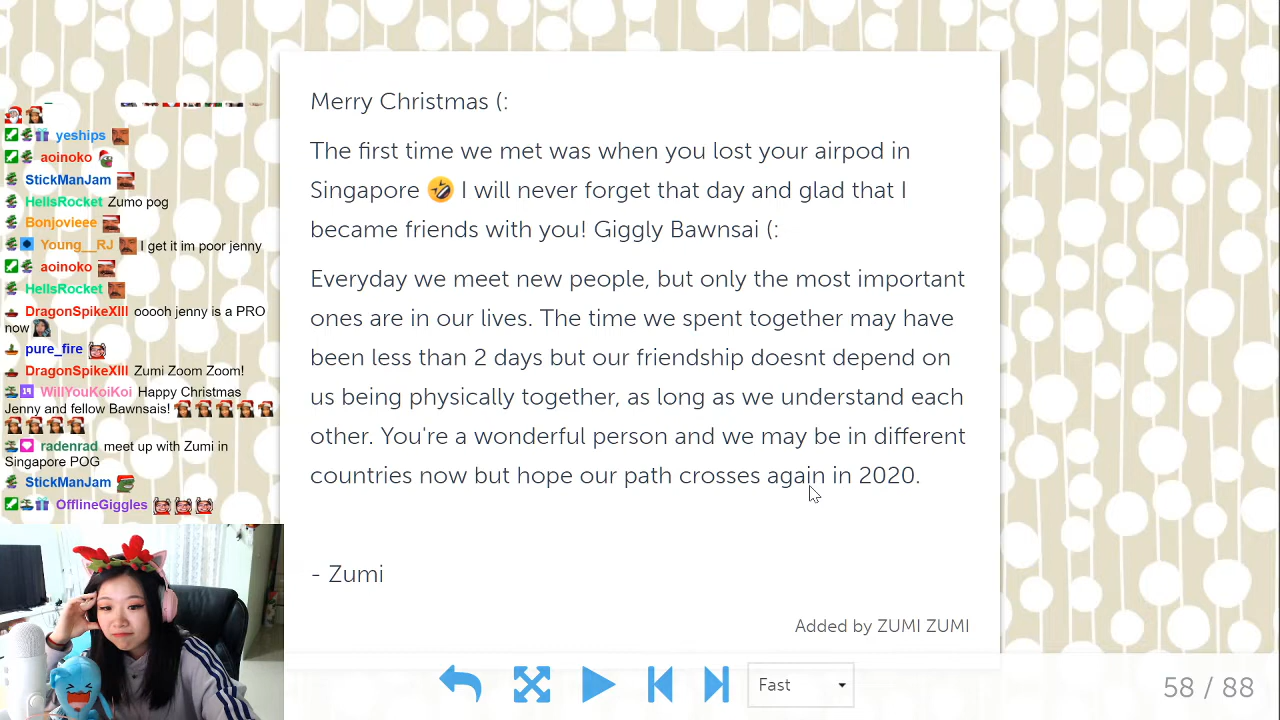 yeships
aoinoko
StickManJam
HellsRocket Zumo pog
Bonjovieee
Young__RJ I get it im poor jenny
aoinoko
HellsRocket
DragonSpikeXIII ooooh jenny is a PRO
now
pure_fire
DragonSpikeXIII Zumi Zoom Zoom!
WillYouKoiKoi Happy Christmas
Jenny and fellow Bawnsais!
radenrad meet up with Zumi in
Singapore POG
StickManJam
OfflineGiggles
Merry Christmas (:
The first time we met was when you lost your airpod in
Singapore 🤣 I will never forget that day and glad that I
became friends with you! Giggly Bawnsai (:
Everyday we meet new people, but only the most important
ones are in our lives. The time we spent together may have
been less than 2 days but our friendship doesnt depend on
us being physically together, as long as we understand each
other. You're a wonderful person and we may be in different
countries now but hope our path crosses again in 2020.
- Zumi
Added by ZUMI ZUMI
Fast
58 / 88